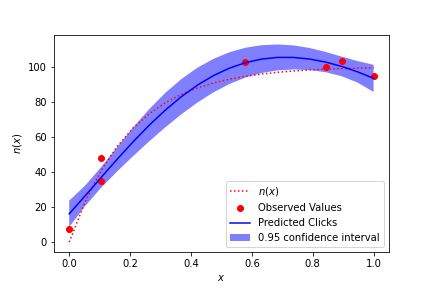 100
80
60
40
20
0
n(x)
n(x)
Observed Values
Predicted Clicks
0.95 confidence interval
0.0 0.2 0.4 0.6 0.8 1.0
x